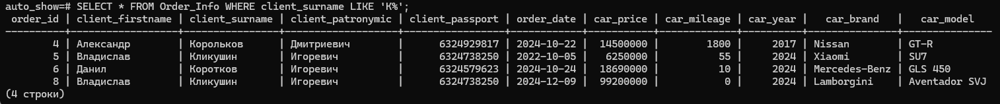 auto_show=# SELECT * FROM Order_Info WHERE client_surname LIKE 'К%';
order_id | client_firstname | client_surname | client_patronymic | client_passport | order_date | car_price | car_mileage | car_year | car_brand | car_model
----------+------------------+----------------+-------------------+-----------------+------------+-----------+-------------+----------+---------------+---------------
4 | Александр | Корольков | Дмитриевич | 6324929817 | 2024-10-22 | 14500000 | 1800 | 2017 | Nissan | GT-R
5 | Владислав | Кликушин | Игоревич | 6324738250 | 2022-10-05 | 6250000 | 55 | 2024 | Xiaomi | SU7
6 | Данил | Коротков | Игоревич | 6324579623 | 2024-10-24 | 18690000 | 10 | 2024 | Mercedes-Benz | GLS 450
8 | Владислав | Кликушин | Игоревич | 6324738250 | 2024-12-09 | 99200000 | 0 | 2024 | Lamborgini | Aventador SVJ
(4 строки)